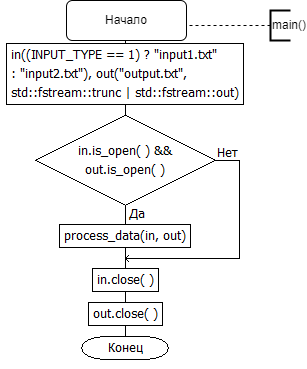 Начало
main()
in((INPUT_TYPE == 1) ? "input1.txt"
: "input2.txt"), out("output.txt",
std::fstream::trunc | std::fstream::out)
in.is_open( ) &&
out.is_open( )
Нет
Да
process_data(in, out)
in.close( )
out.close( )
Конец